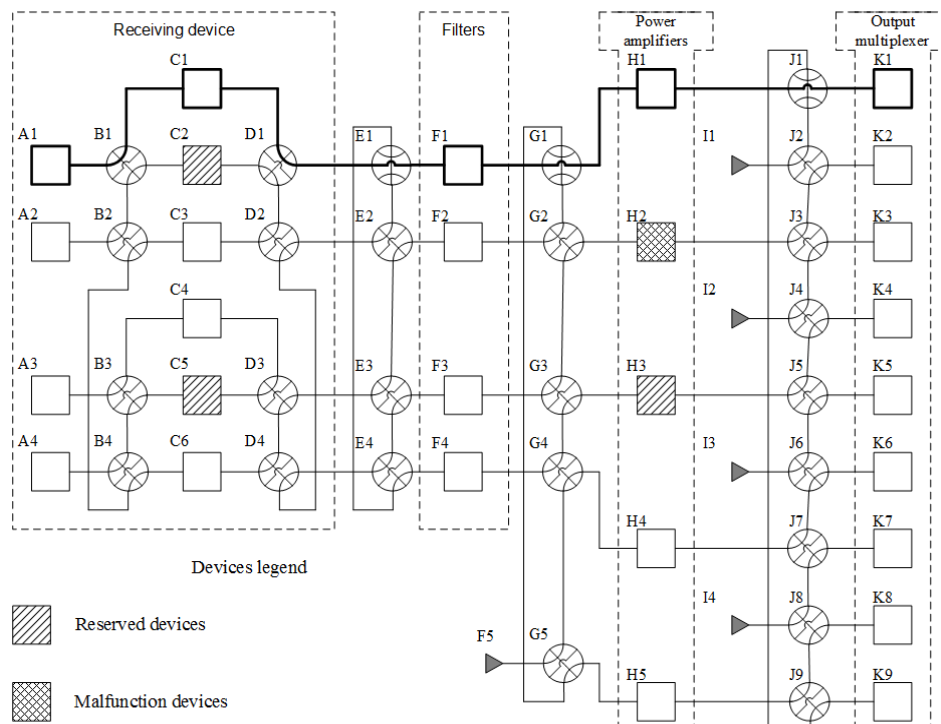 Receiving device
Filters
Power
amplifiers
Output
multiplexer
C1
H1
J1
K1
A1
B1
C2
D1
E1
F1
G1
I1
J2
K2
A2
B2
C3
D2
E2
F2
G2
H2
J3
K3
C4
I2
J4
K4
A3
B3
C5
D3
E3
F3
G3
H3
J5
K5
A4
B4
C6
D4
E4
F4
G4
I3
J6
K6
H4
J7
K7
Devices legend
I4
J8
K8
Reserved devices
F5
G5
H5
J9
K9
Malfunction devices